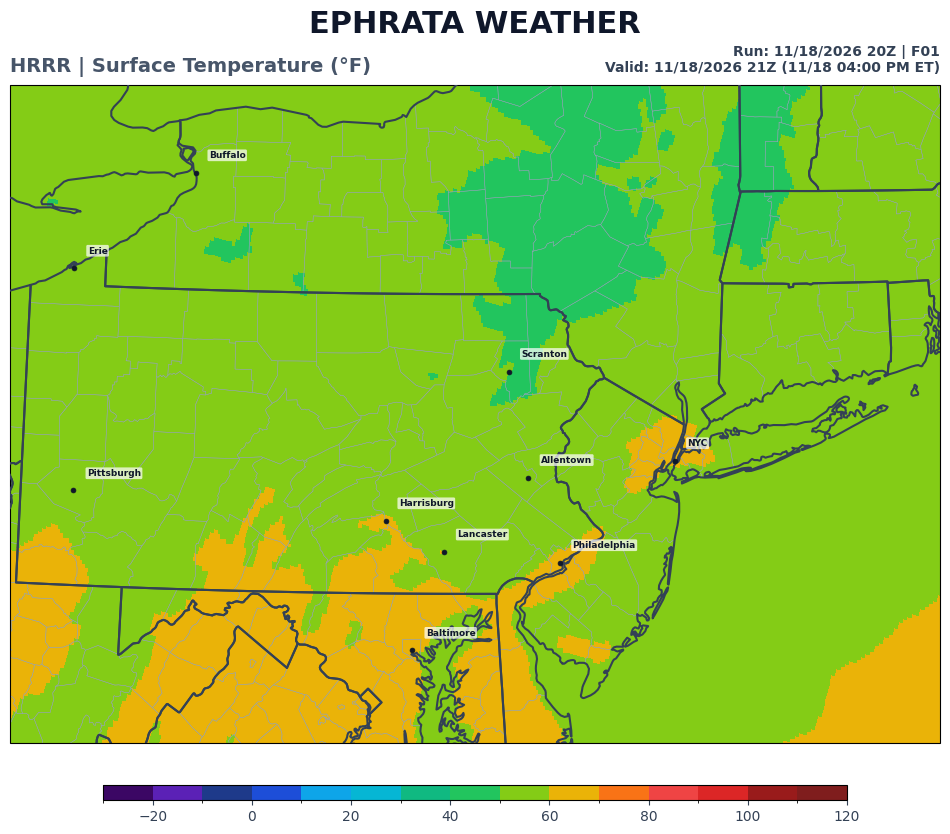 EPHRATA WEATHER
HRRR | Surface Temperature (°F)
Run: 11/18/2026 20Z | F01
Valid: 11/18/2026 21Z (11/18 04:00 PM ET)
Buffalo
Erie
Scranton
NYC
Allentown
Pittsburgh
Harrisburg
Lancaster
Philadelphia
Baltimore
−20 0 20 40 60 80 100 120